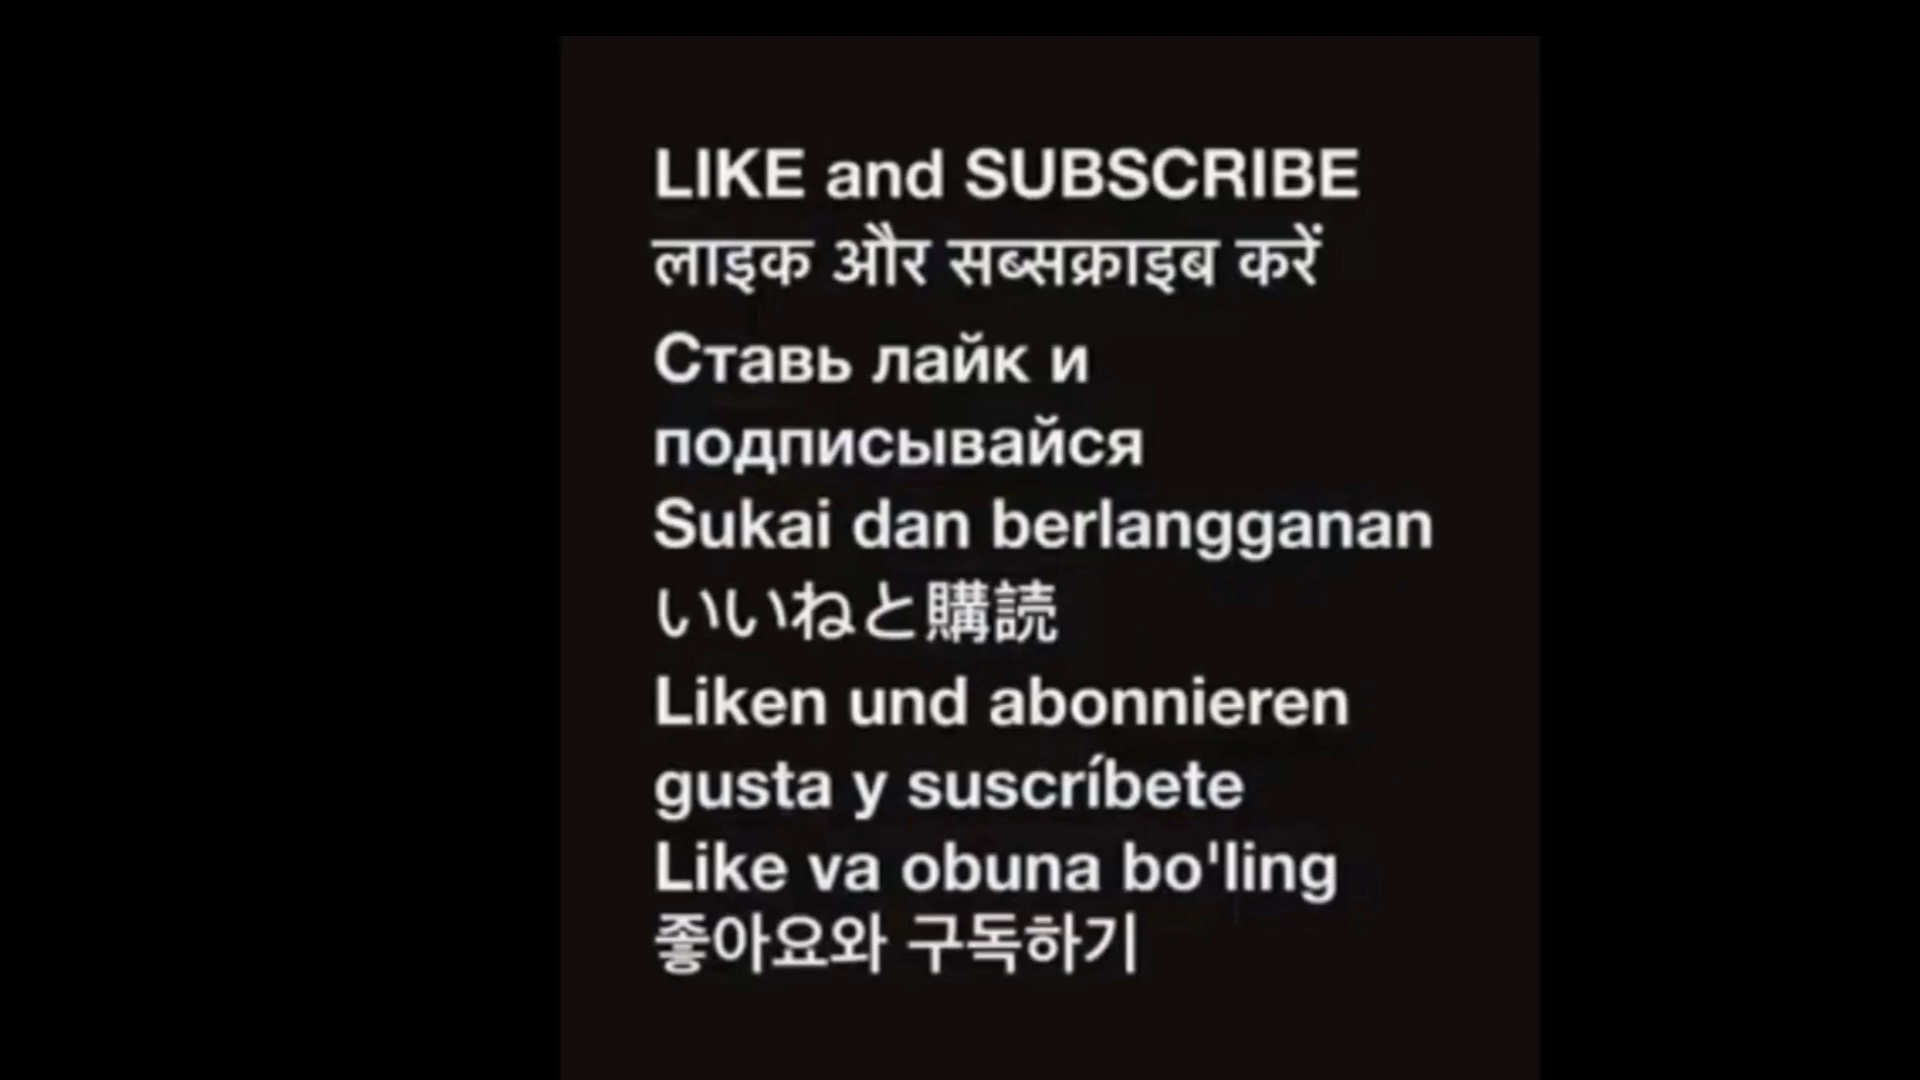 LIKE and SUBSCRIBE
लाइक और सब्सक्राइब करें
Ставь лайк и
подписывайся
Sukai dan berlangganan
いいねと購読
Liken und abonnieren
gusta y suscríbete
Like va obuna bo'ling
좋아요와 구독하기